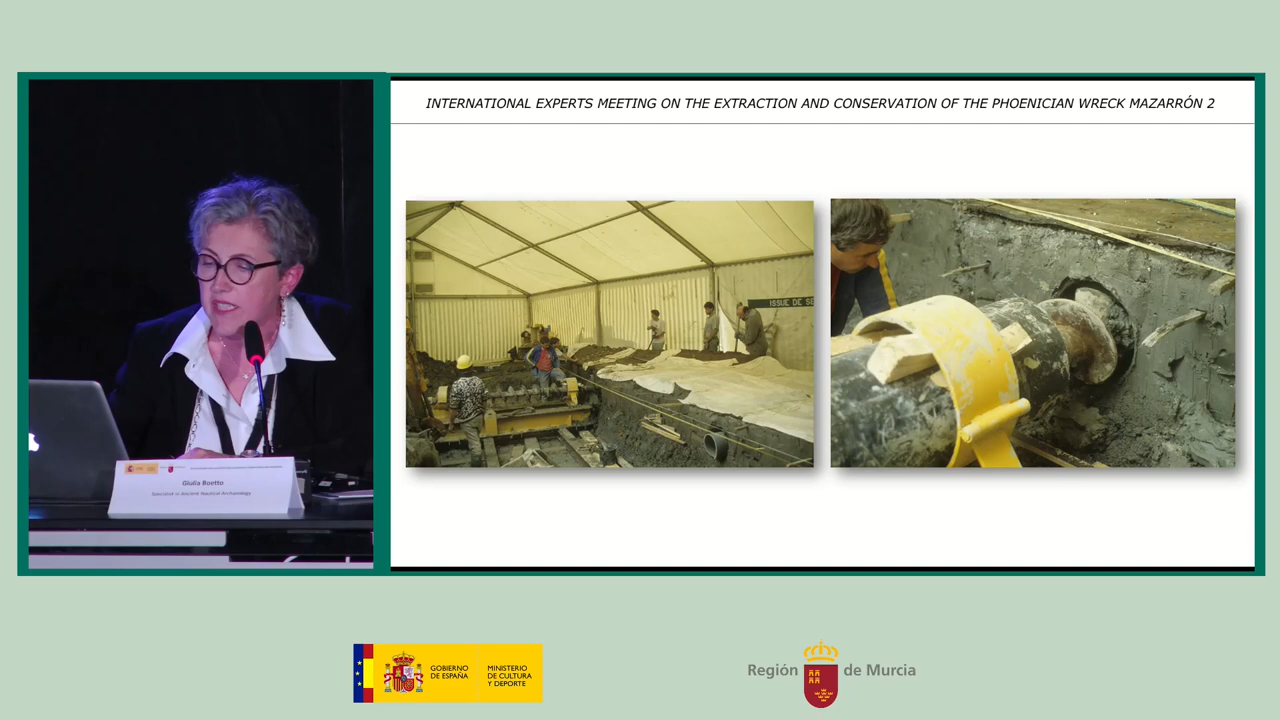 INTERNATIONAL EXPERTS MEETING ON THE EXTRACTION AND CONSERVATION OF THE PHOENICIAN WRECK MAZARRÓN 2
ISSUE DE SE
Giulia Boetto
Specialist in Ancient Nautical Archaeology
GOBIERNO
DE ESPAÑA
MINISTERIO
DE CULTURA
Y DEPORTE
Región de Murcia